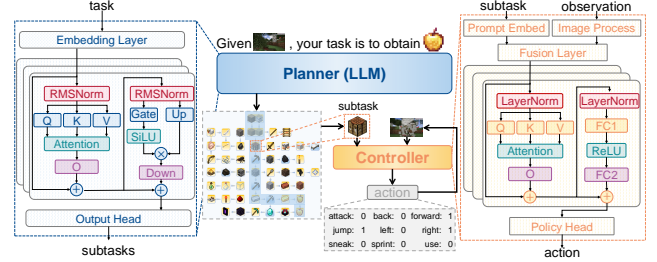 task
Embedding Layer
RMSNorm
RMSNorm
Q
K
V
Gate
Up
SiLU
Attention
O
Down
Output Head
subtasks
Given , your task is to obtain
Planner (LLM)
subtask
Controller
action
attack: 0 back: 0 forward: 1
jump: 1 left: 0 right: 1
sneak: 0 sprint: 0 use: 0
subtask
observation
Prompt Embed
Image Process
Fusion Layer
LayerNorm
LayerNorm
Q
K
V
FC1
Attention
ReLU
O
FC2
Policy Head
action